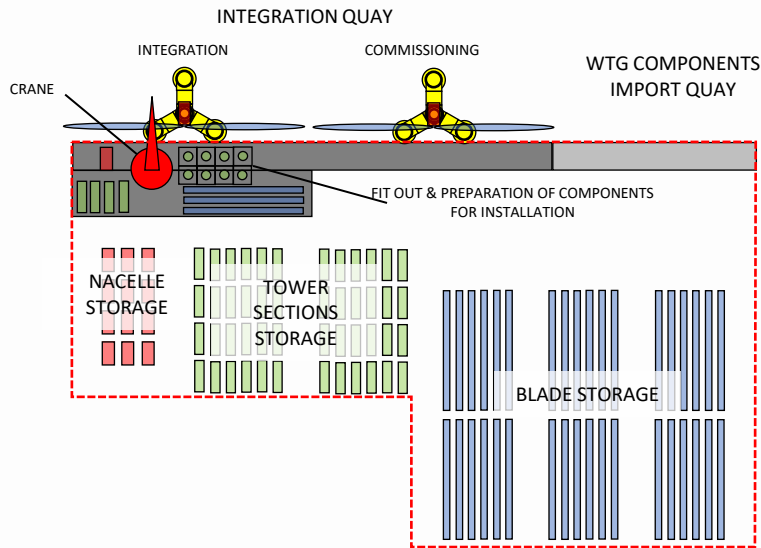 INTEGRATION QUAY
INTEGRATION
COMMISSIONING
WTG COMPONENTS
IMPORT QUAY
CRANE
FIT OUT & PREPARATION OF COMPONENTS
FOR INSTALLATION
NACELLE
STORAGE
TOWER
SECTIONS
STORAGE
BLADE STORAGE